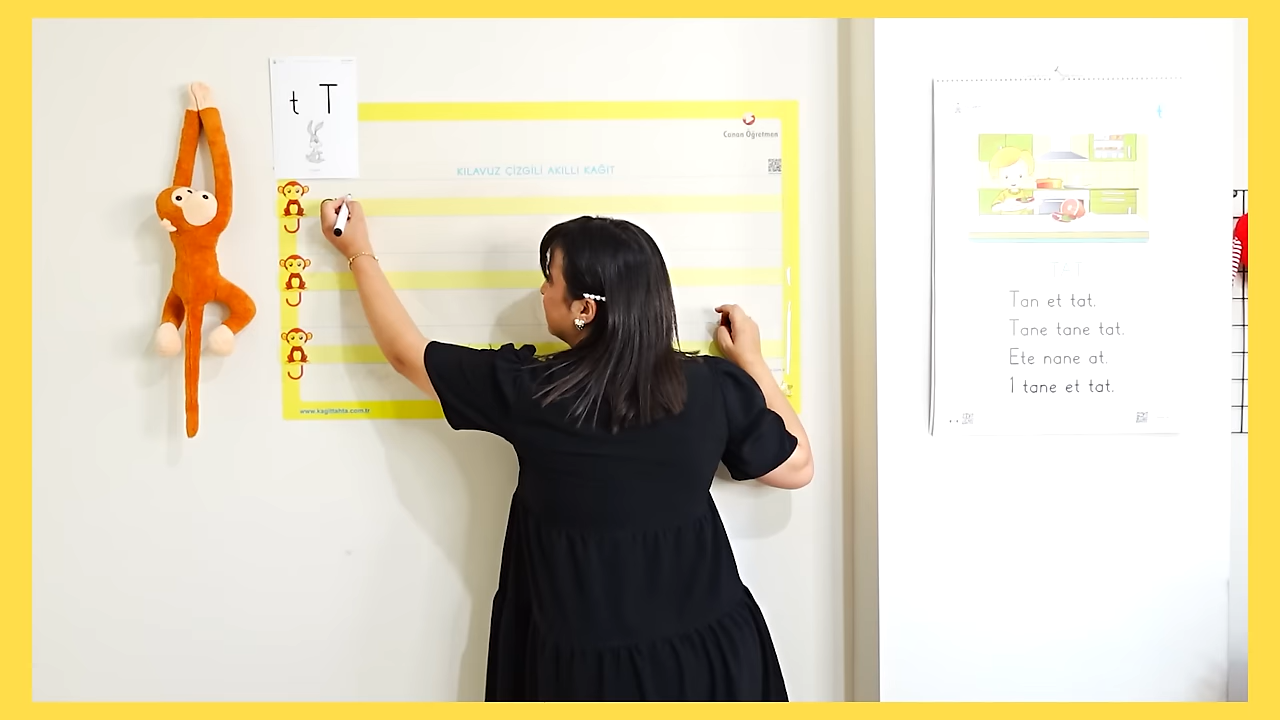 t T
Canan Öğretmen
KILAVUZ ÇİZGİLİ AKILLI KAĞIT
www.kagittahta.com.tr
t
Tan et tat.
Tane tane tat.
Ete nane at.
1 tane et tat.